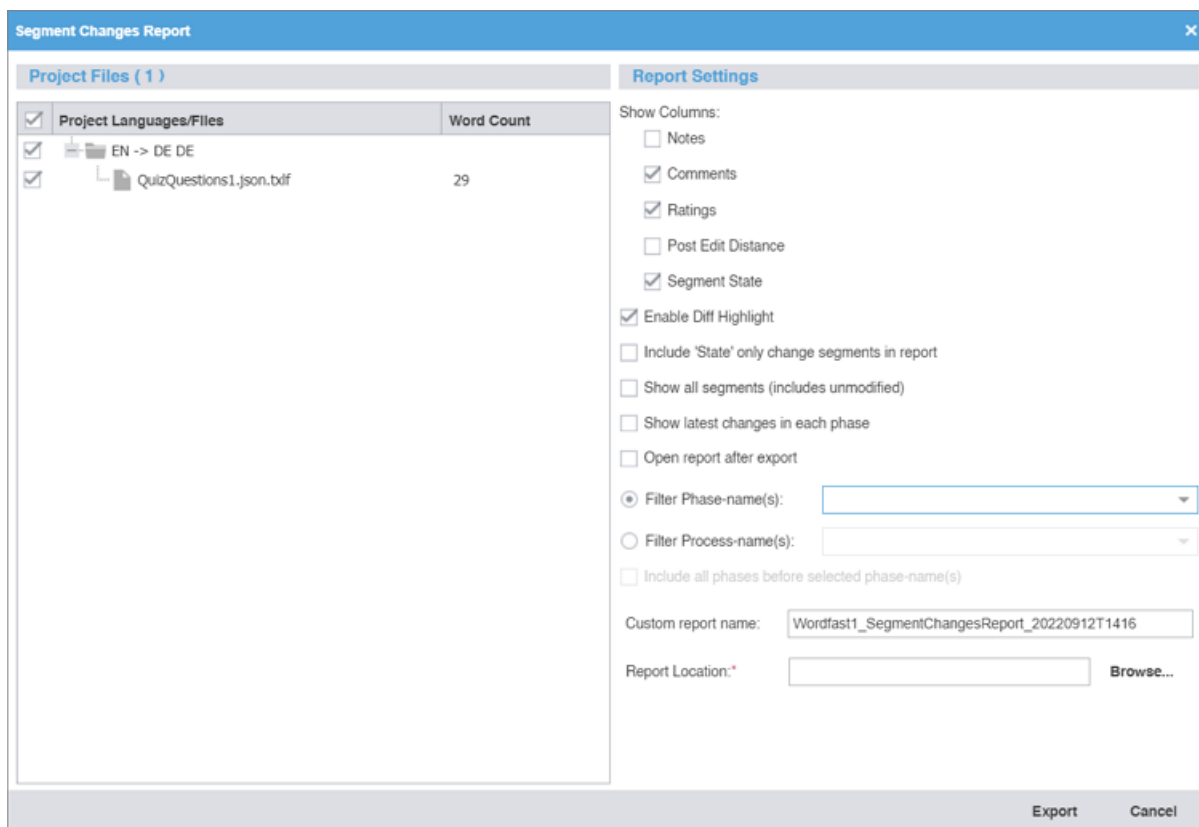 Segment Changes Report
Project Files ( 1 )
Project Languages/Files
Word Count
EN -> DE DE
QuizQuestions1.json.txlf
29
Report Settings
Show Columns:
Notes
Comments
Ratings
Post Edit Distance
Segment State
Enable Diff Highlight
Include 'State' only change segments in report
Show all segments (includes unmodified)
Show latest changes in each phase
Open report after export
Filter Phase-name(s):
Filter Process-name(s):
Include all phases before selected phase-name(s)
Custom report name:
Wordfast1_SegmentChangesReport_20220912T1416
Report Location:*
Browse...
Export
Cancel